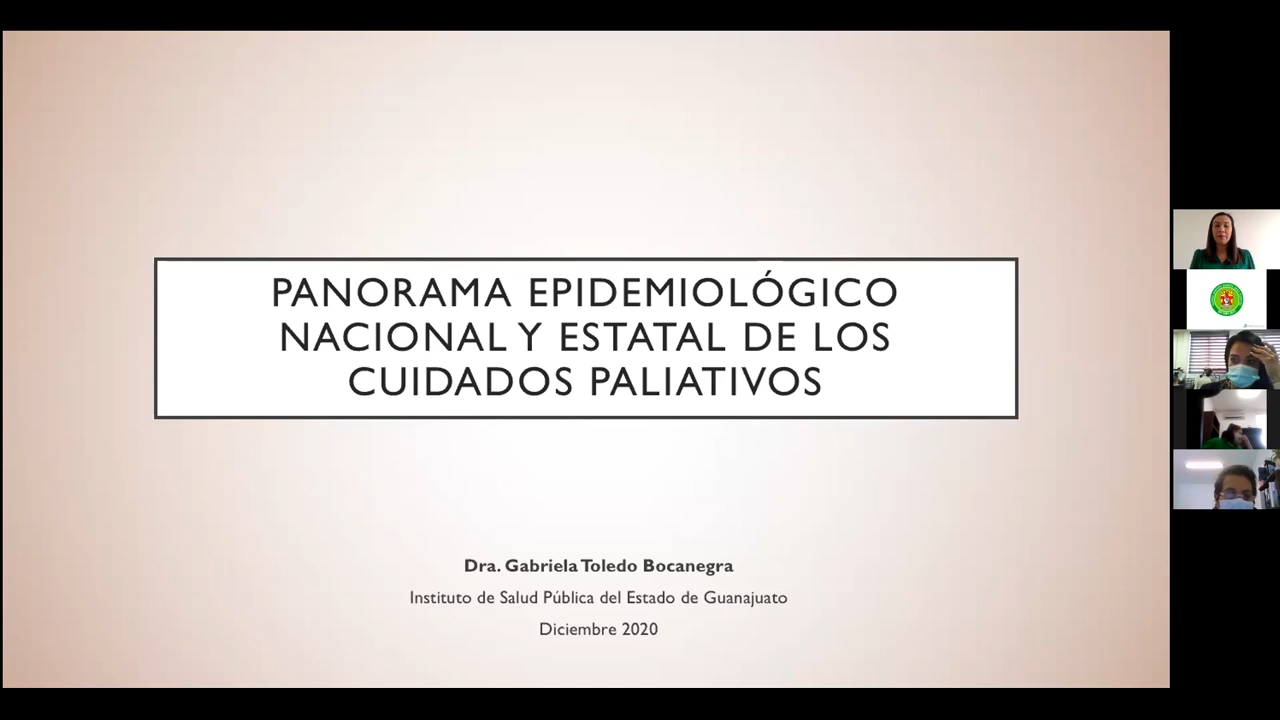 PANORAMA EPIDEMIOLÓGICO
NACIONAL Y ESTATAL DE LOS
CUIDADOS PALIATIVOS
Dra. Gabriela Toledo Bocanegra
Instituto de Salud Pública del Estado de Guanajuato
Diciembre 2020